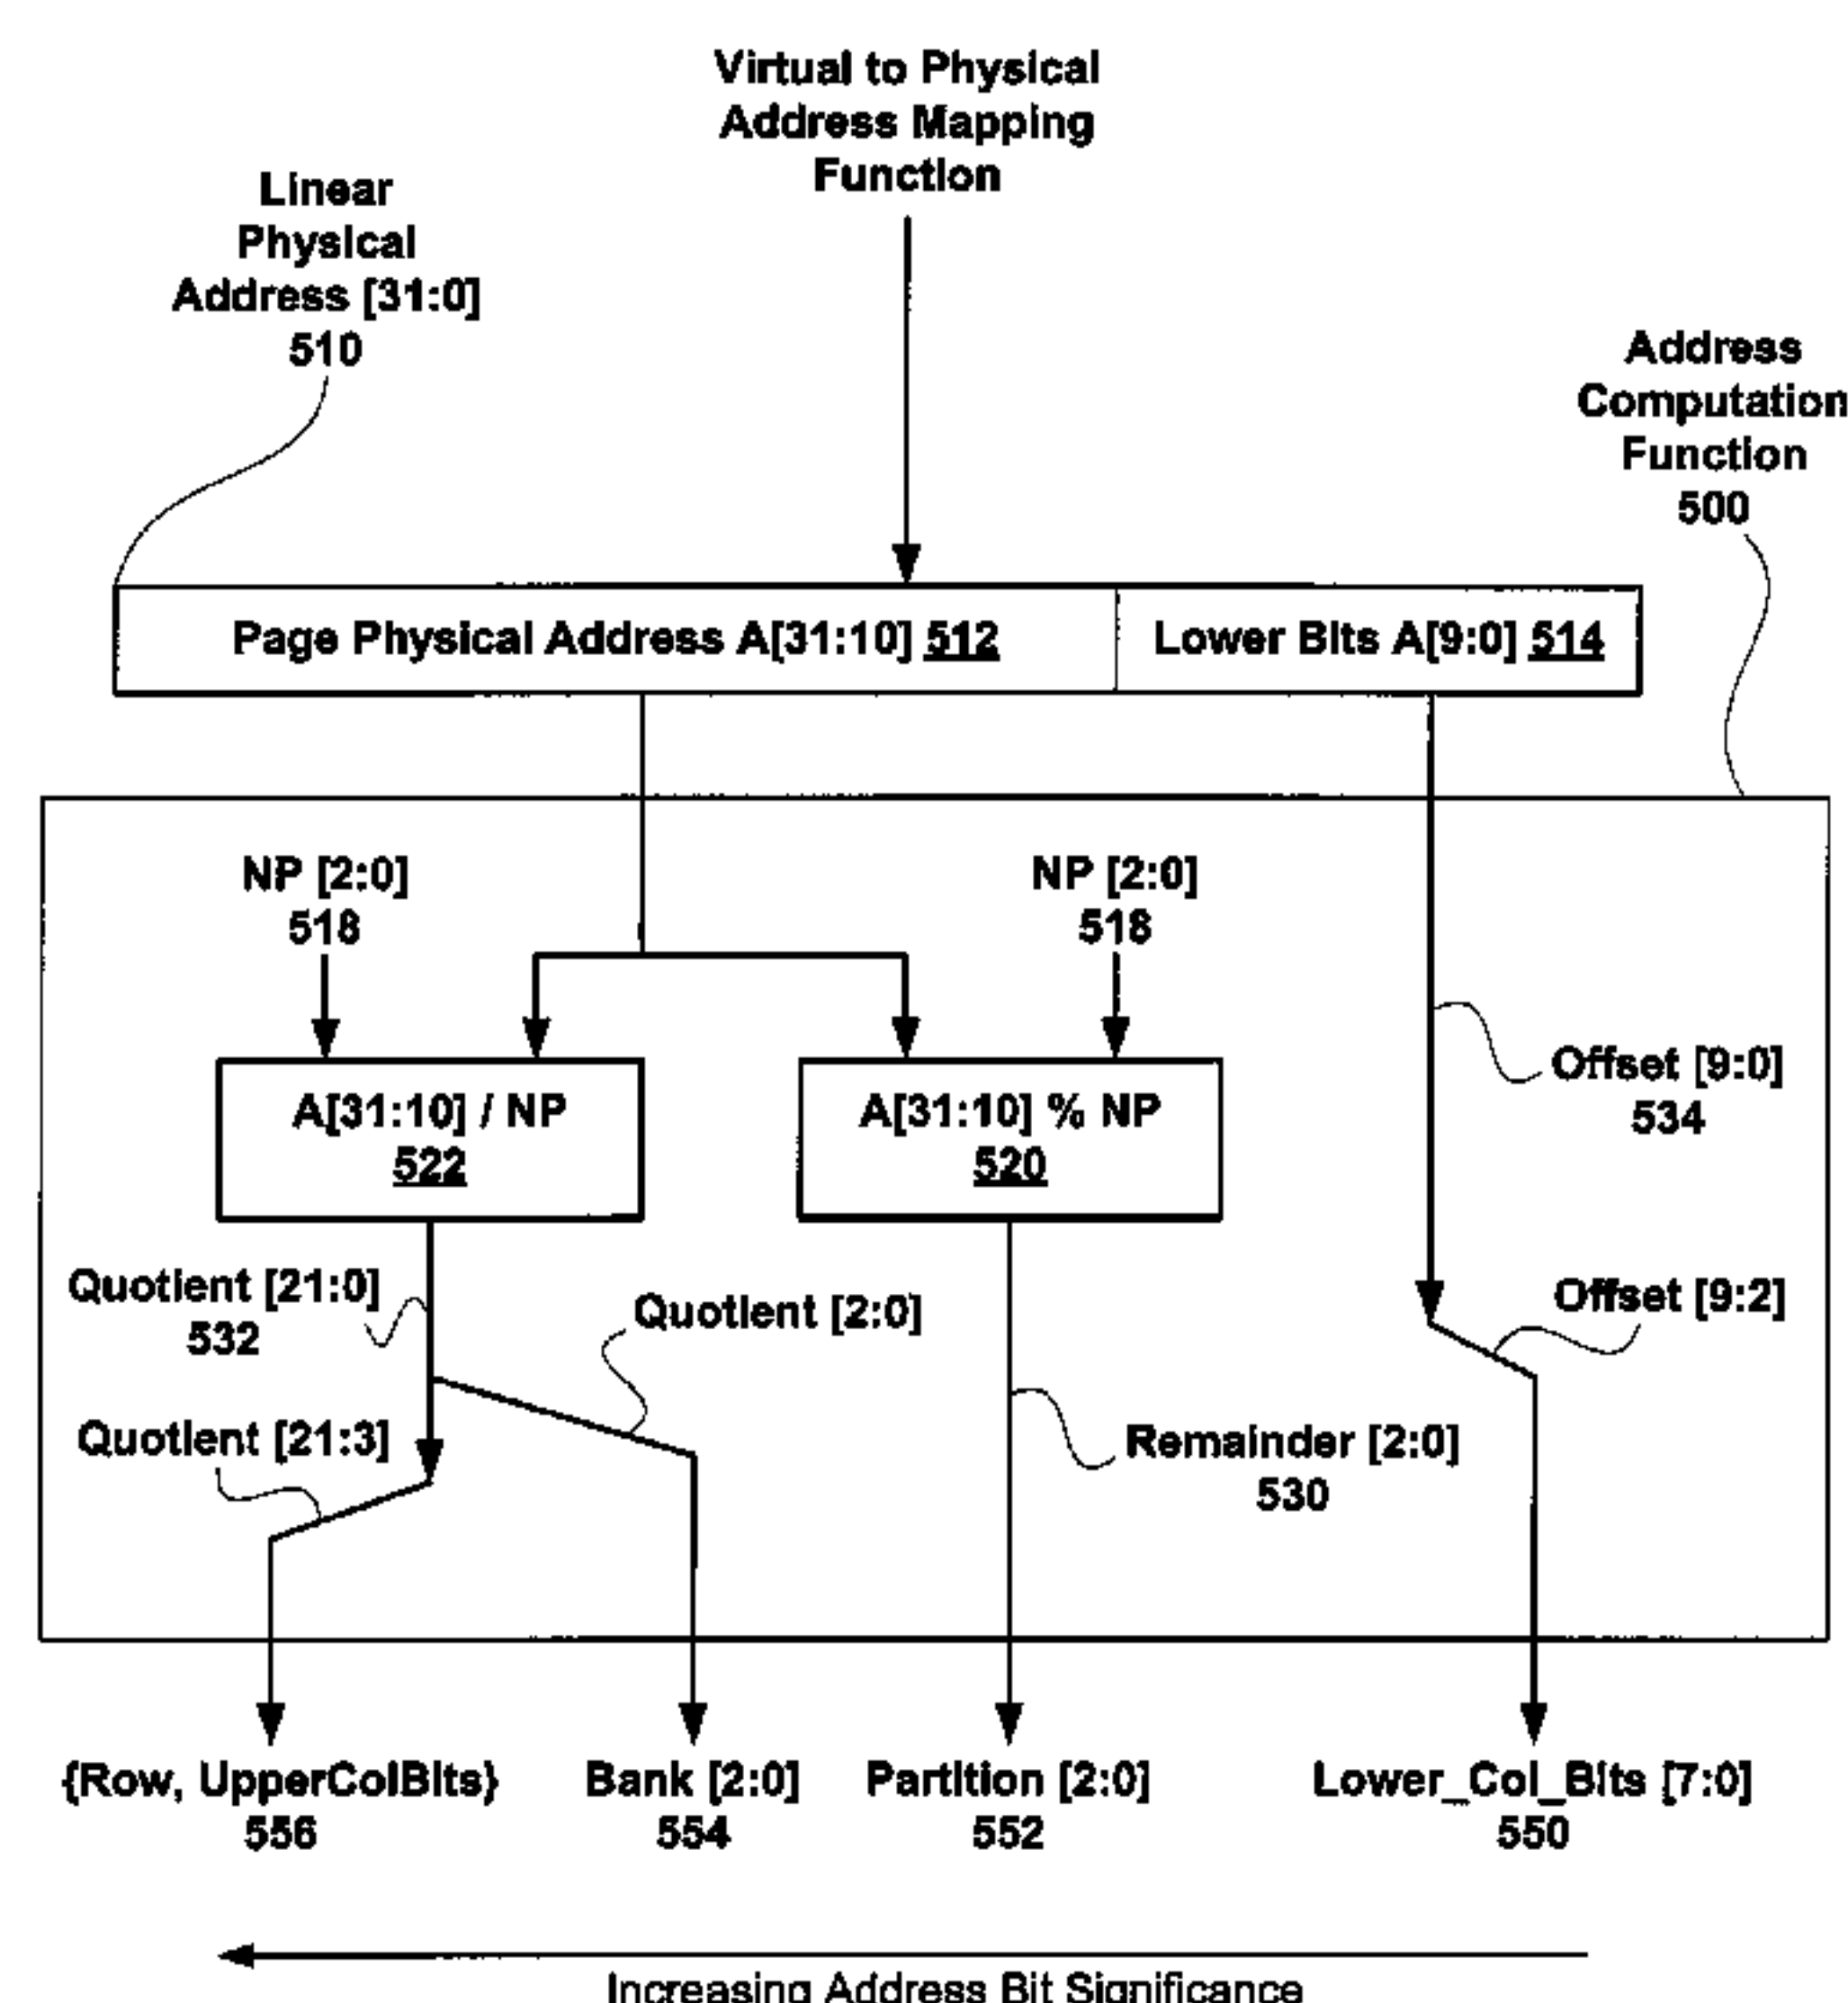 Virtual to Physical
Address Mapping
Function
Linear
Physical
Address [31:0]
510
Address
Computation
Function
500
Page Physical Address A[31:10] 512
Lower Bits A[9:0] 514
NP [2:0]
518
NP [2:0]
518
A[31:10] / NP
522
A[31:10] % NP
520
Offset [9:0]
534
Quotient [21:0]
532
Quotient [2:0]
Offset [9:2]
Quotient [21:3]
Remainder [2:0]
530
{Row, UpperColBits}
556
Bank [2:0]
554
Partition [2:0]
552
Lower_Col_Bits [7:0]
550
Increasing Address Bit Significance